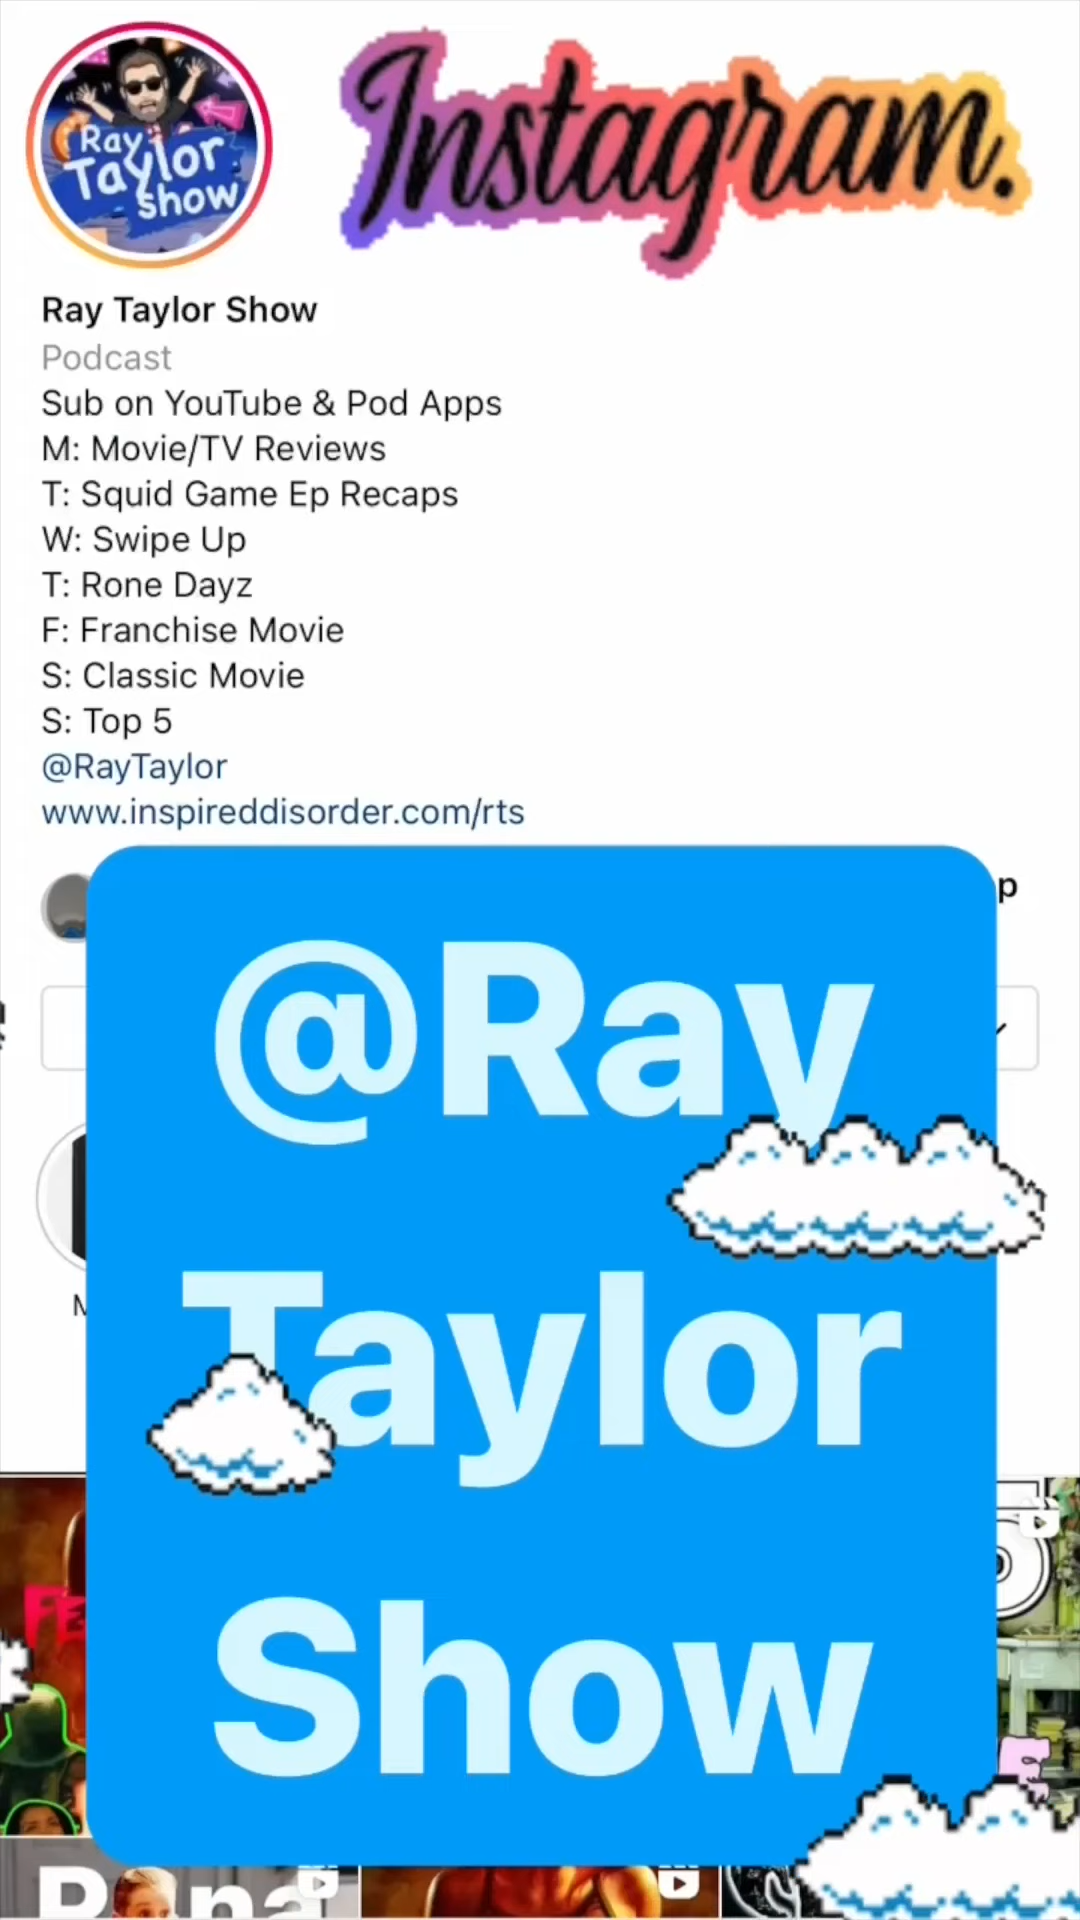 Ray
Taylor
Show
Instagram.
Ray Taylor Show
Podcast
Sub on YouTube & Pod Apps
M: Movie/TV Reviews
T: Squid Game Ep Recaps
W: Swipe Up
T: Rone Dayz
F: Franchise Movie
S: Classic Movie
S: Top 5
@RayTaylor
www.inspireddisorder.com/rts
p
@Ray
Taylor
Show